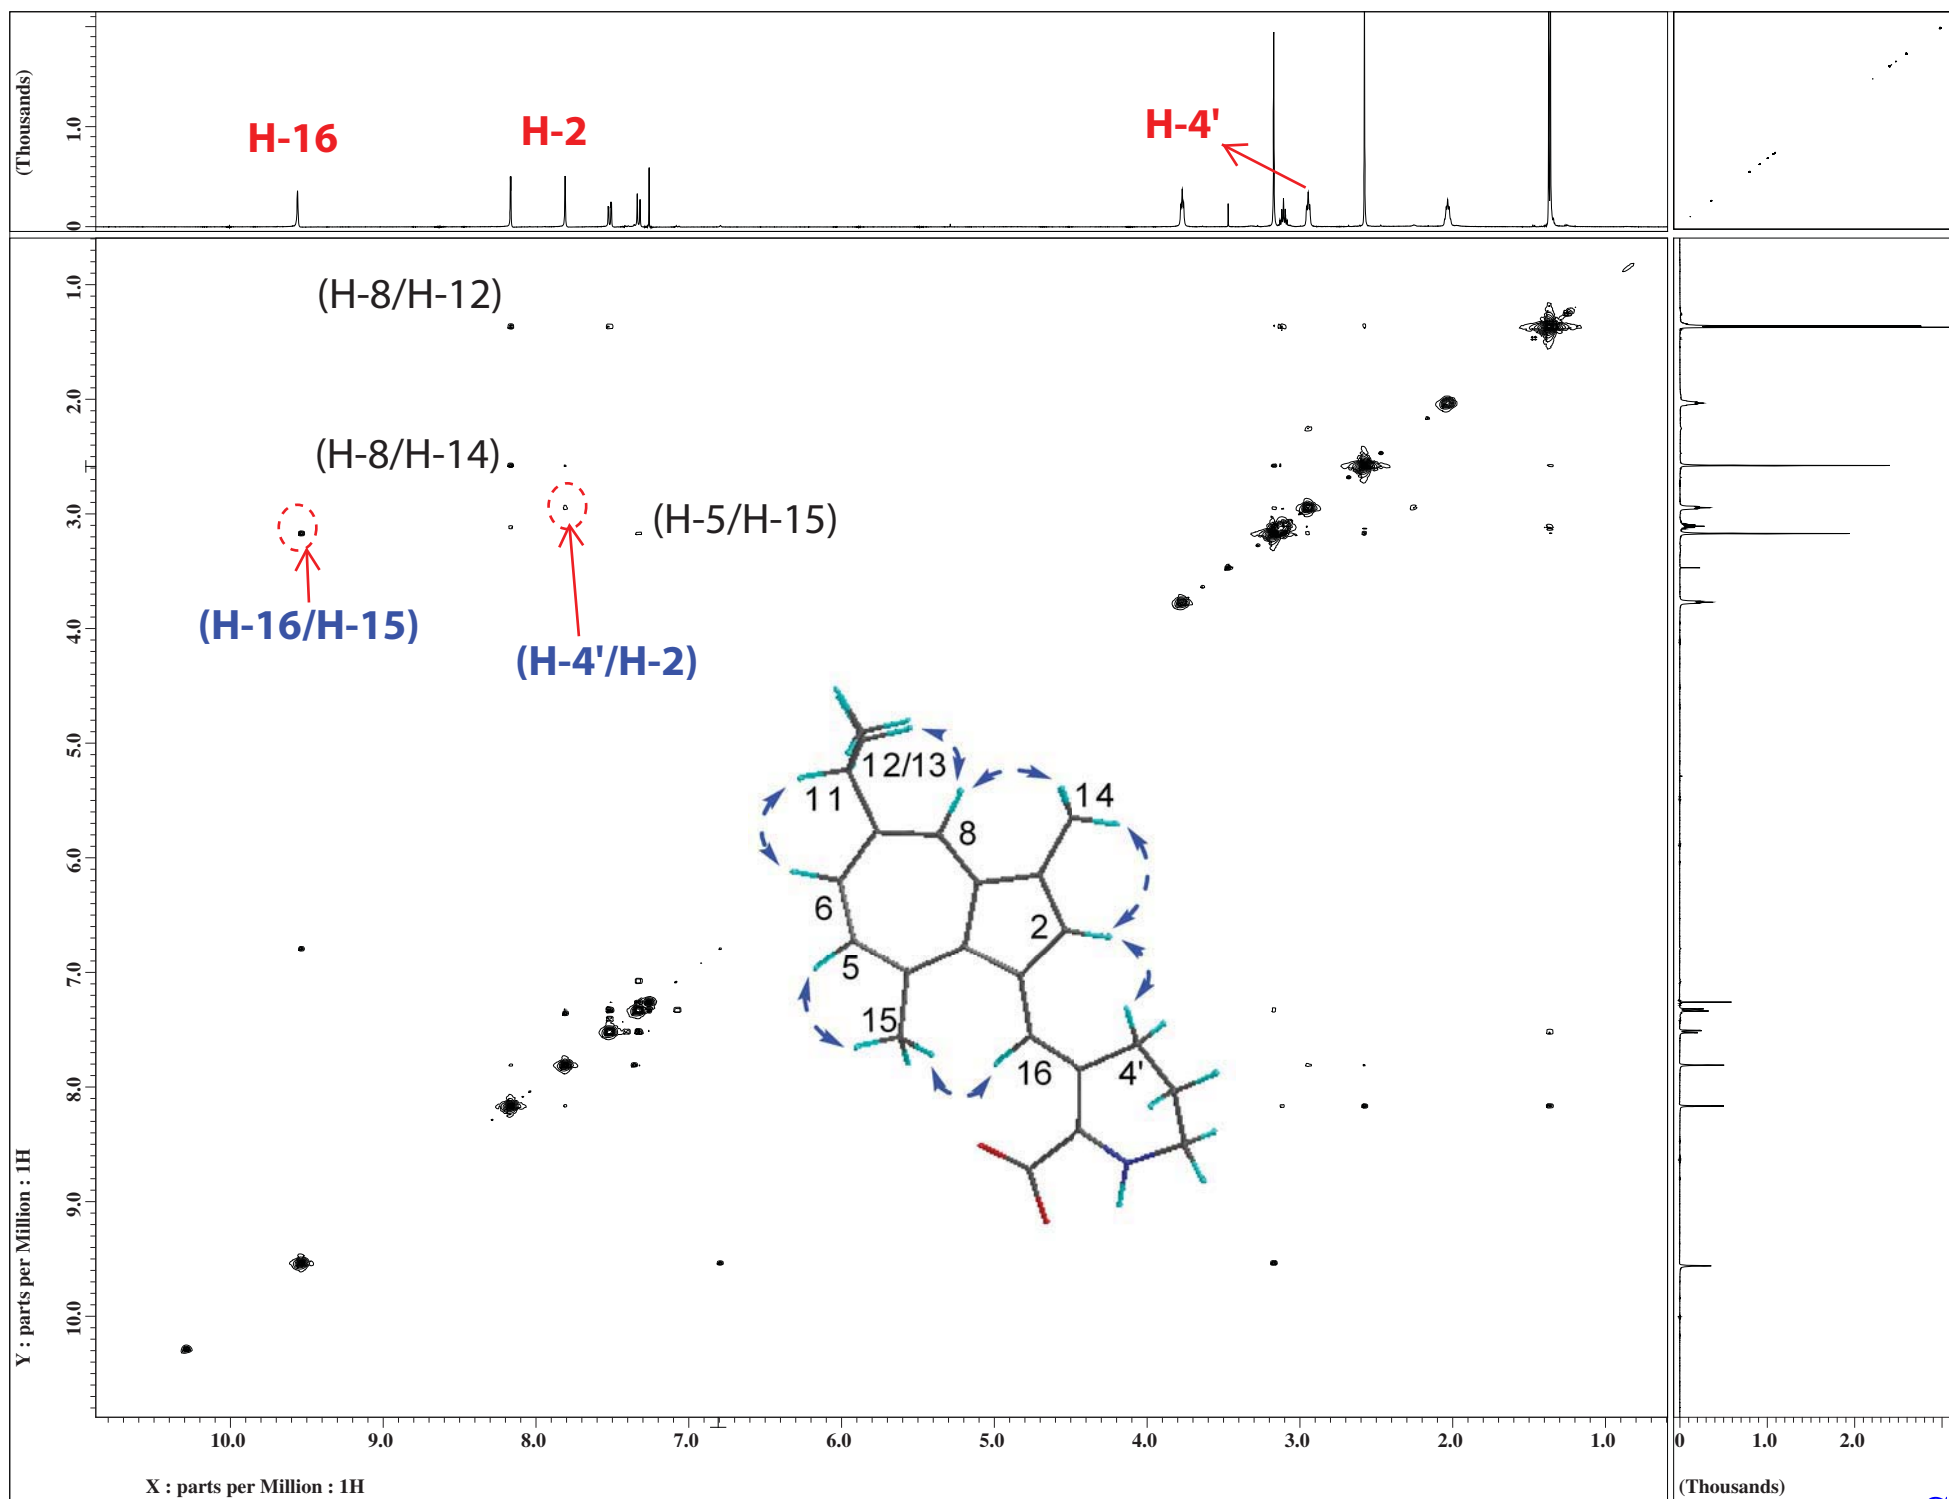 (Thousands)
1.0
0
H-16
H-2
H-4'
1.0
2.0
3.0
4.0
5.0
6.0
7.0
8.0
9.0
10.0
Y : parts per Million : 1H
(H-8/H-12)
(H-8/H-14)
(H-5/H-15)
(H-16/H-15)
(H-4'/H-2)
12/13
11
14
8
6
2
5
15
16
4'
10.0 9.0 8.0 7.0 6.0 5.0 4.0 3.0 2.0 1.0
X : parts per Million : 1H
0 1.0 2.0
(Thousands)